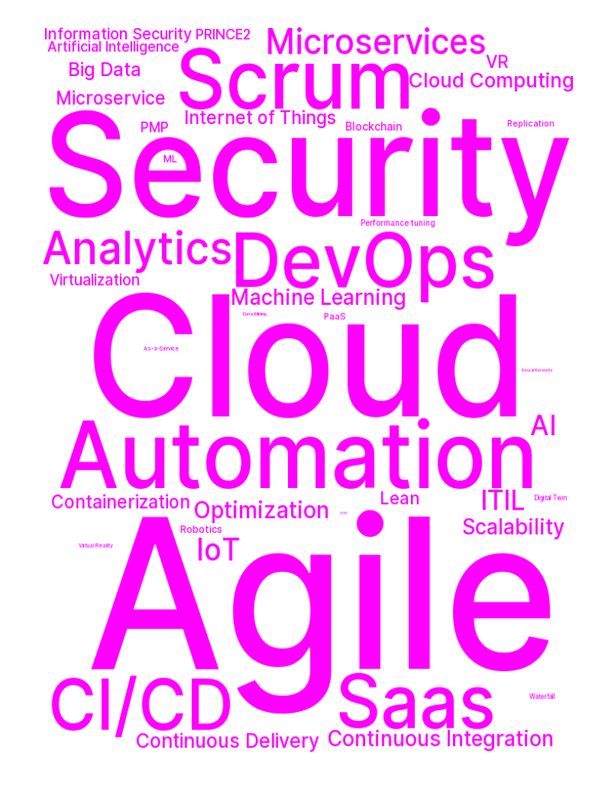 Information Security PRINCE2
Artificial Intelligence
Microservices
VR
Big Data
Scrum
Cloud Computing
Microservice
Internet of Things
PMP
Blockchain
Replication
Security
ML
Performance tuning
Analytics
DevOps
Virtualization
Machine Learning
Data Mining
PaaS
Cloud
As-a-Service
Neural Networks
AI
Automation
Containerization
Optimization
Lean
ITIL
Digital Twin
Robotics
Scalability
Virtual Reality
IoT
Agile
CI/CD
Saas
Waterfall
Continuous Delivery
Continuous Integration